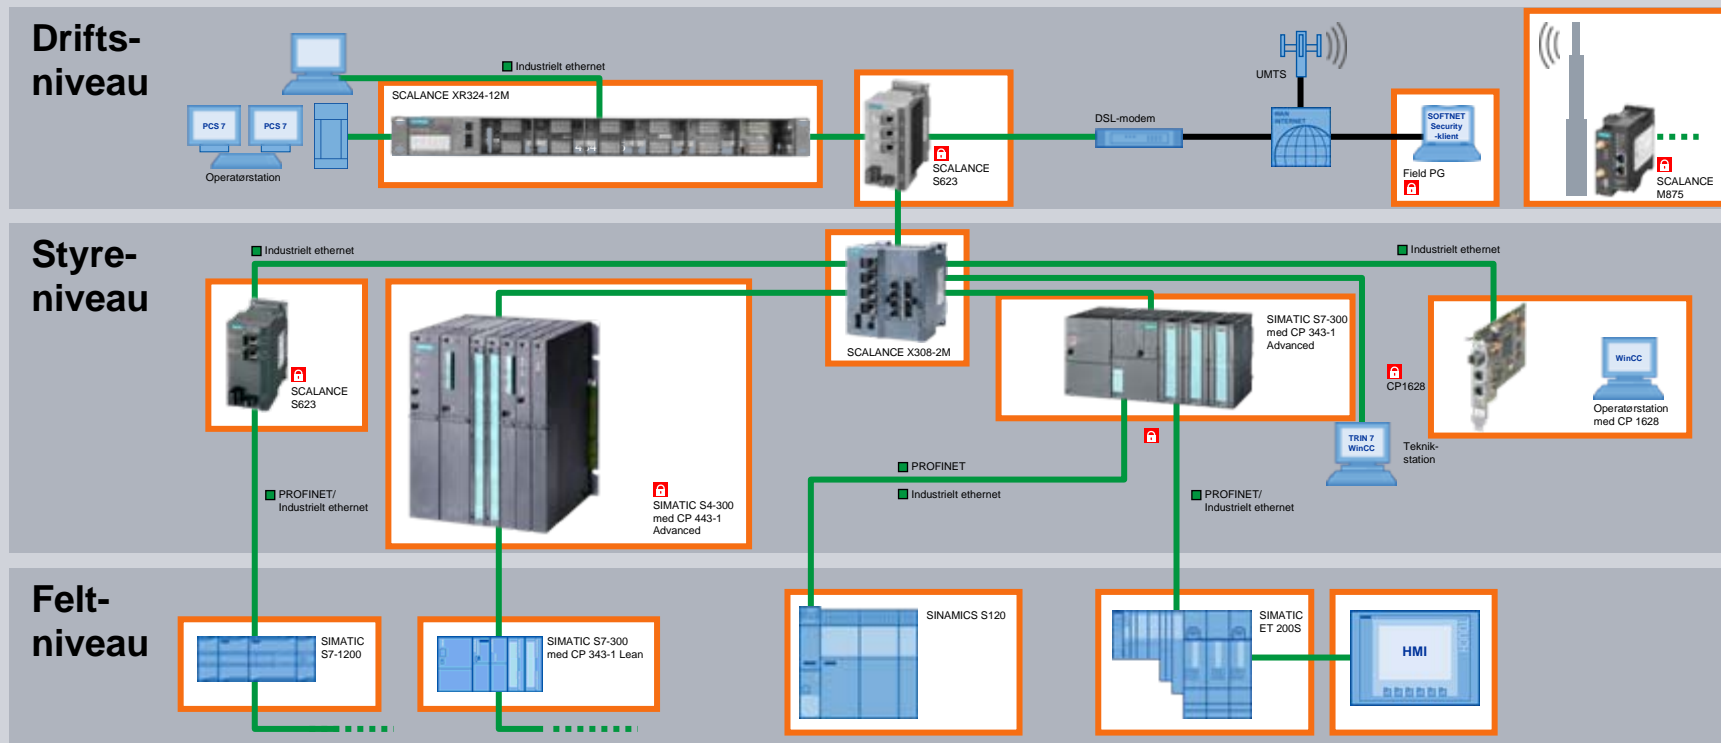 Drifts-
niveau
Industrielt ethernet
SCALANCE XR324-12M
PCS 7
PCS 7
Operatørstation
SCALANCE
S623
DSL-modem
UMTS
WAN
INTERNET
SOFTNET
Security
-klient
Field PG
SCALANCE
M875
Styre-
niveau
Industrielt ethernet
SCALANCE
S623
PROFINET/
Industrielt ethernet
SIMATIC S4-300
med CP 443-1
Advanced
SCALANCE X308-2M
SIMATIC S7-300
med CP 343-1
Advanced
PROFINET
Industrielt ethernet
PROFINET/
Industrielt ethernet
Industrielt ethernet
CP1628
TRIN 7
WinCC
Teknik-
station
WinCC
Operatørstation
med CP 1628
Felt-
niveau
SIMATIC
S7-1200
SIMATIC S7-300
med CP 343-1 Lean
SINAMICS S120
SIMATIC
ET 200S
HMI